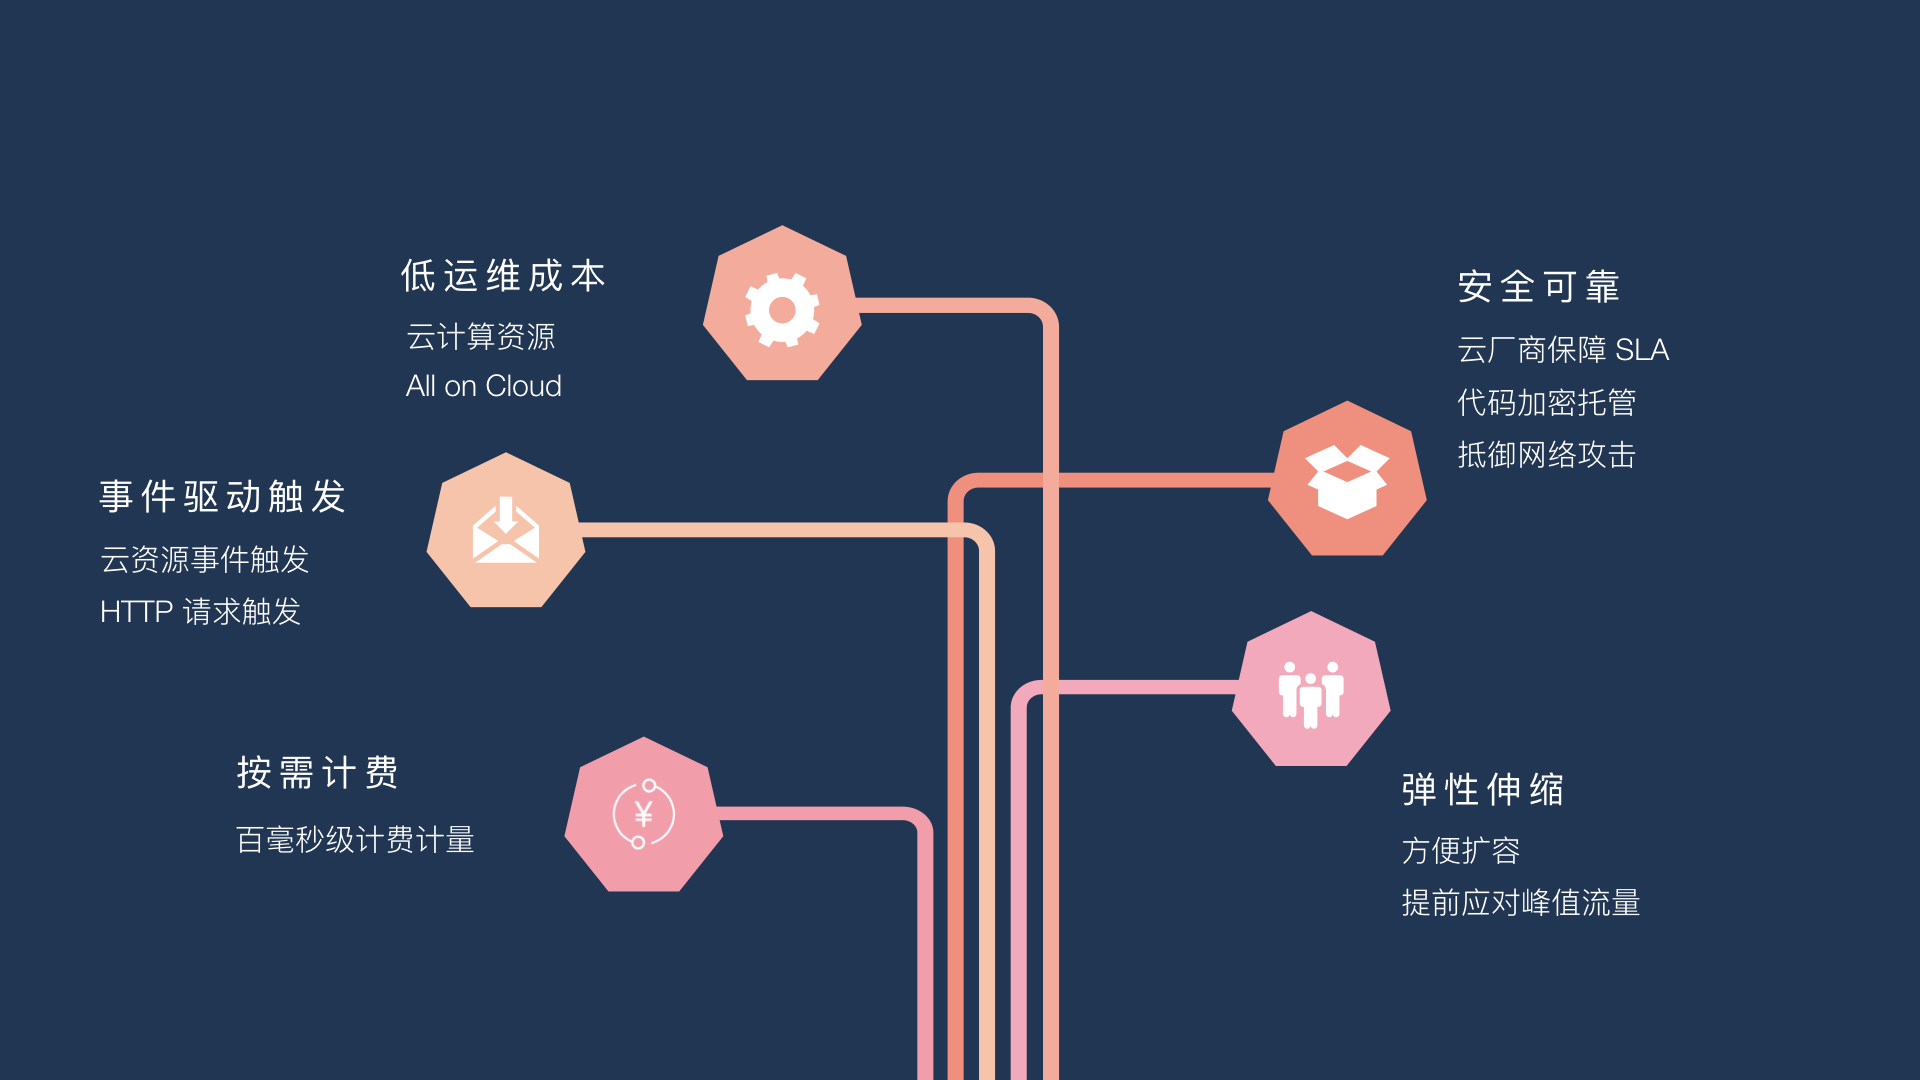 低运维成本
云计算资源
All on Cloud
安全可靠
云厂商保障 SLA
代码加密托管
抵御网络攻击
事件驱动触发
云资源事件触发
HTTP 请求触发
按需计费
百毫秒级计费计量
¥
弹性伸缩
方便扩容
提前应对峰值流量